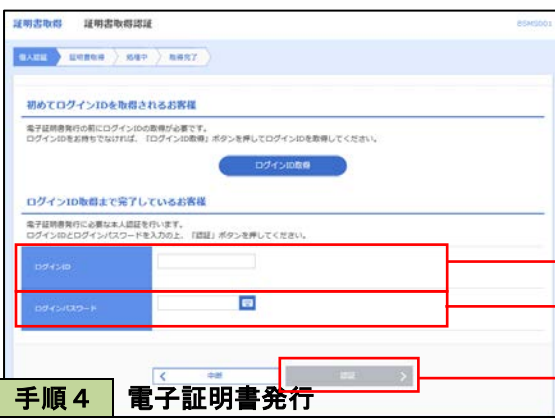 証明書取得 証明書取得認証
BSMS001
個人認証 証明書取得 処理中 取得完了
初めてログインIDを取得されるお客様
電子証明書発行の前にログインIDの取得が必要です。
ログインIDをお持ちでなければ、「ログインID取得」ボタンを押してログインIDを取得してください。
ログインID取得
ログインID取得まで完了しているお客様
電子証明書発行に必要な本人認証を行います。
ログインIDとログインパスワードを入力の上、「認証」ボタンを押してください。
ログインID
ログインパスワード
中断 認証
手順4 電子証明書発行